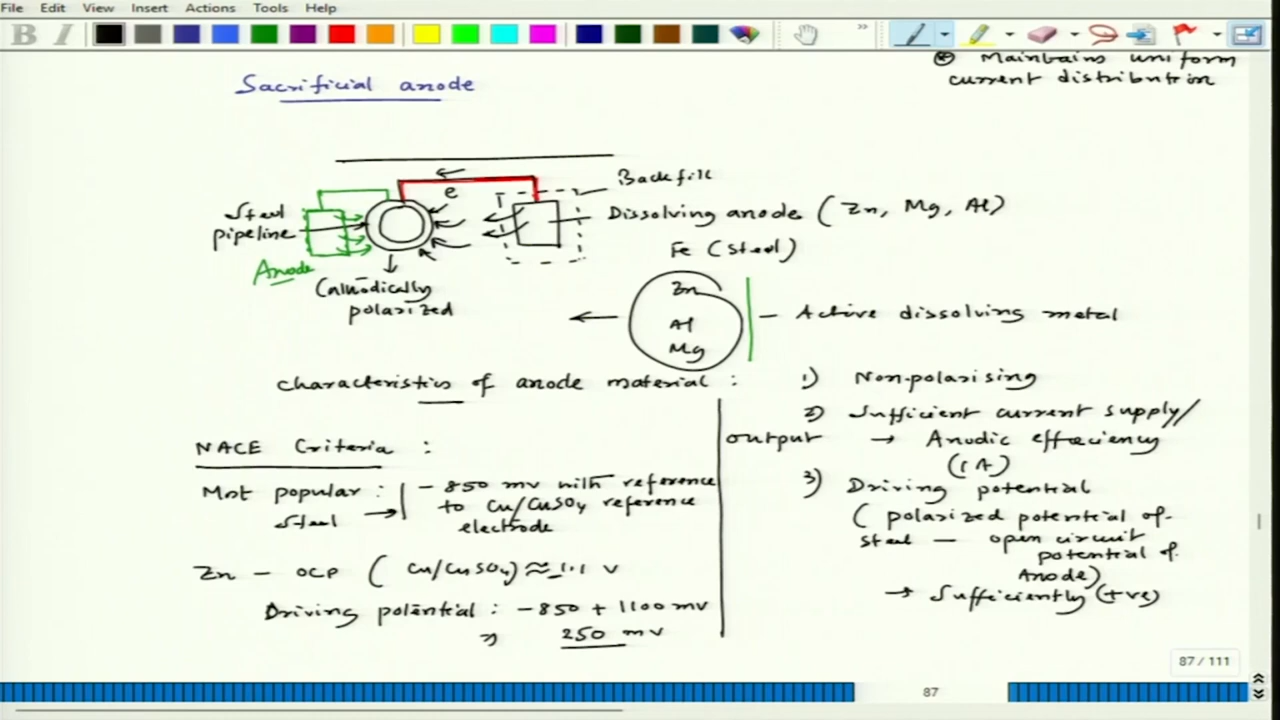 File Edit View Insert Actions Tools Help
B I
Maintains uniform
current distribution
Sacrificial anode
Backfill
e
Steel
pipeline
Dissolving anode (Zn, Mg, Al)
Fe (steel)
Anode
Cathodically
polarized
Zn
Al
Mg
– Active dissolving metal
Characteristics of anode material :
1) Non-polarising
2) Sufficient current supply/
output → Anodic efficiency
(1A)
3) Driving potential
( polarized potential of
steel — open circuit
potential of
Anode)
→ Sufficiently (+ve)
NACE Criteria :
Most popular :
Steel →
- 850 mV with reference
to Cu/CuSO4 reference
electrode
Zn - OCP ( Cu/CuSO4) ≈ -1.1 V
Driving potential : -850 + 1100 mV
⇒ 250 mV
87 / 111
87